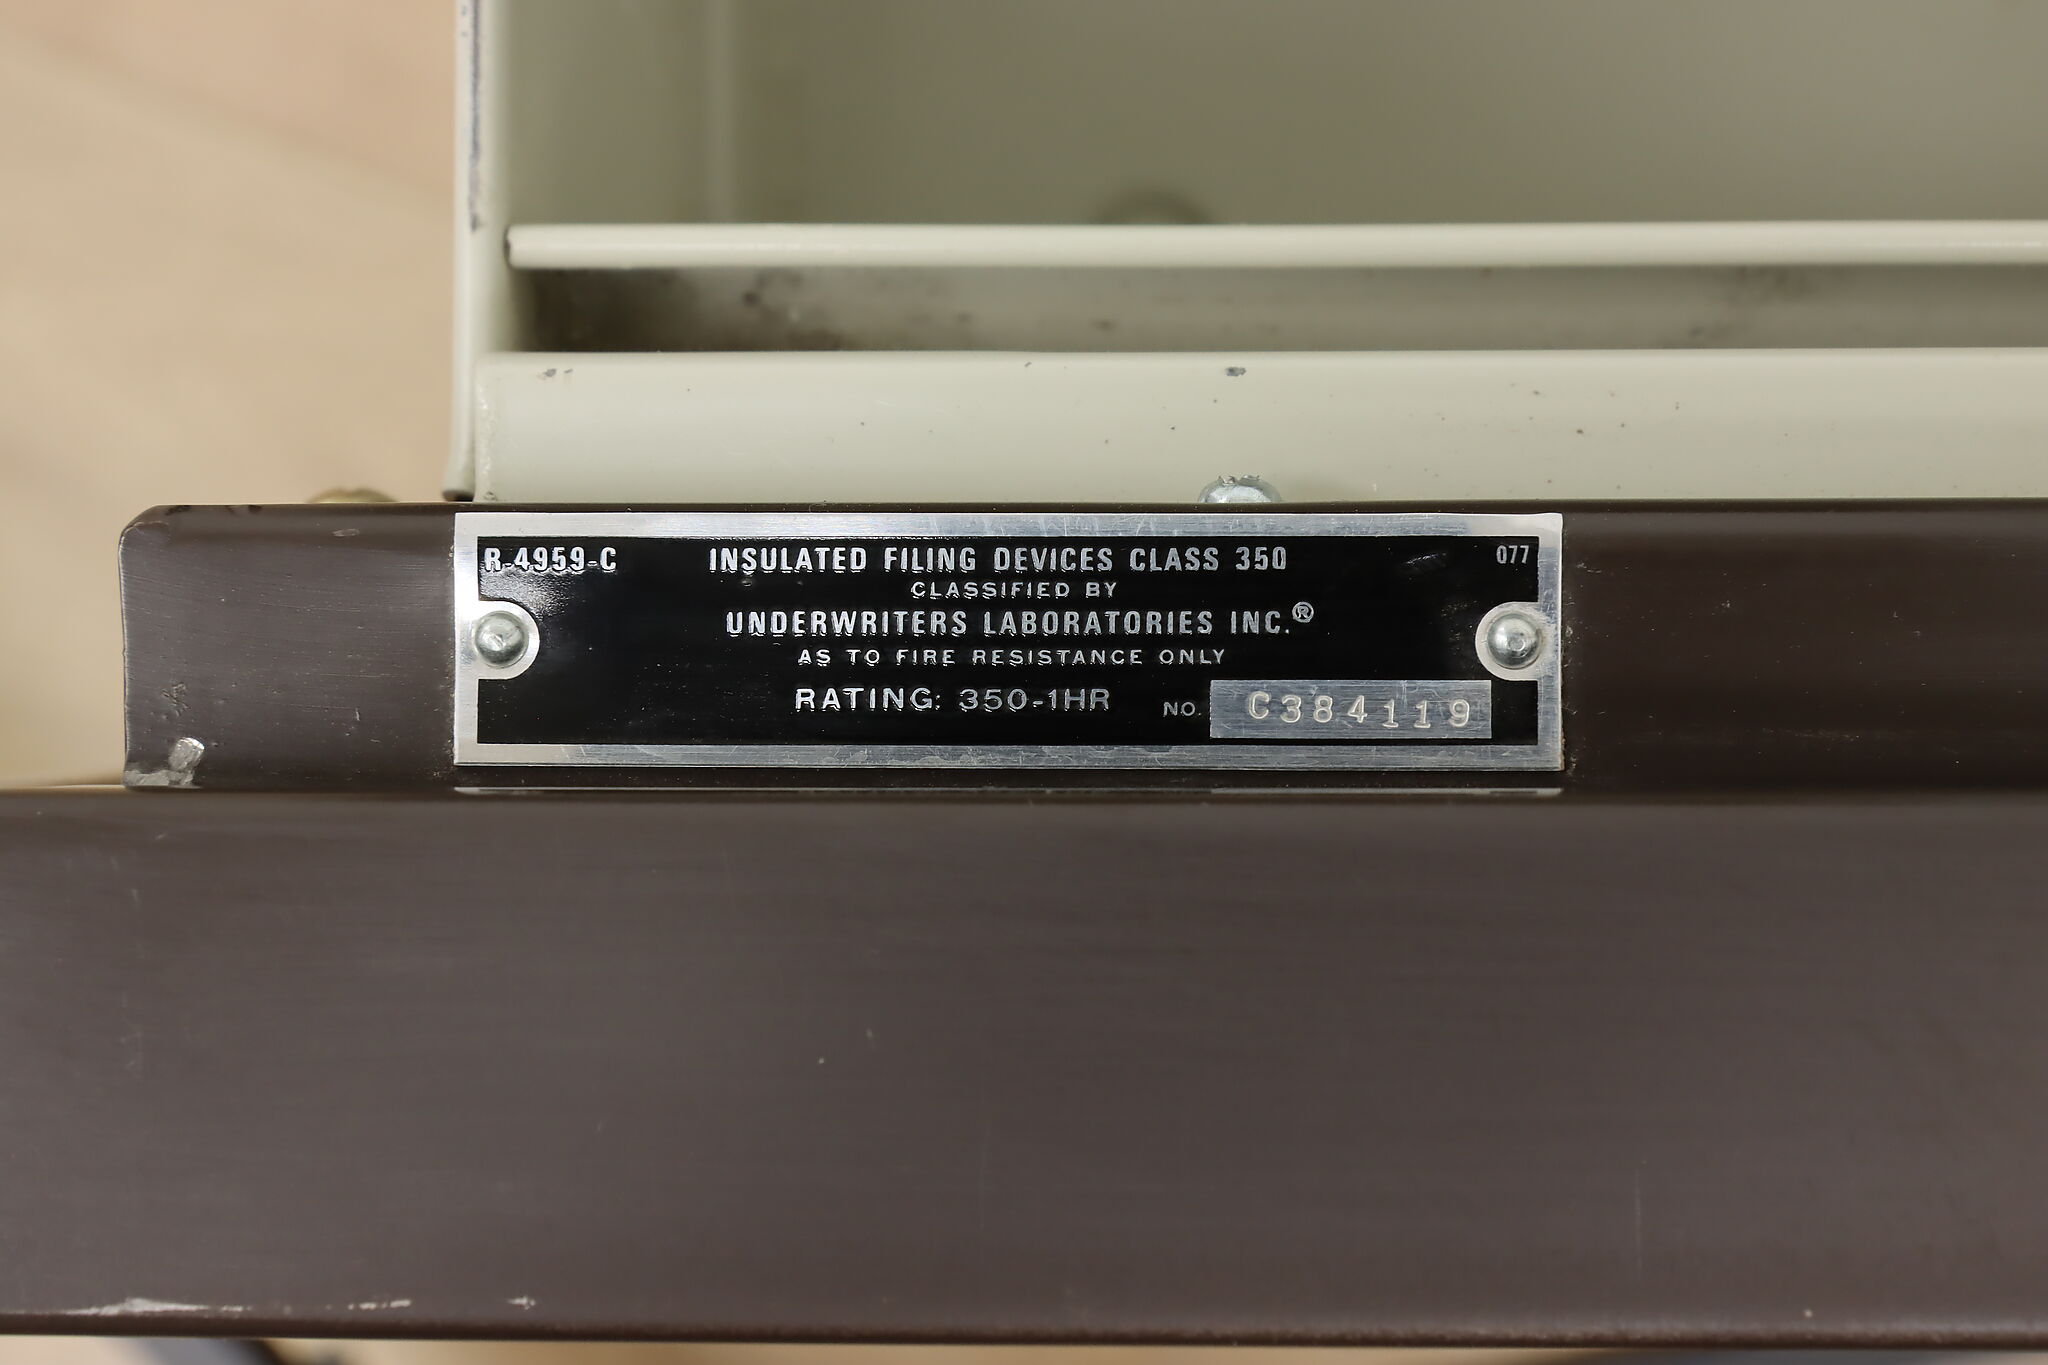 R-4959-C INSULATED FILING DEVICES CLASS 350 077
CLASSIFIED BY
UNDERWRITERS LABORATORIES INC.®
AS TO FIRE RESISTANCE ONLY
RATING: 350-1HR NO. C384119